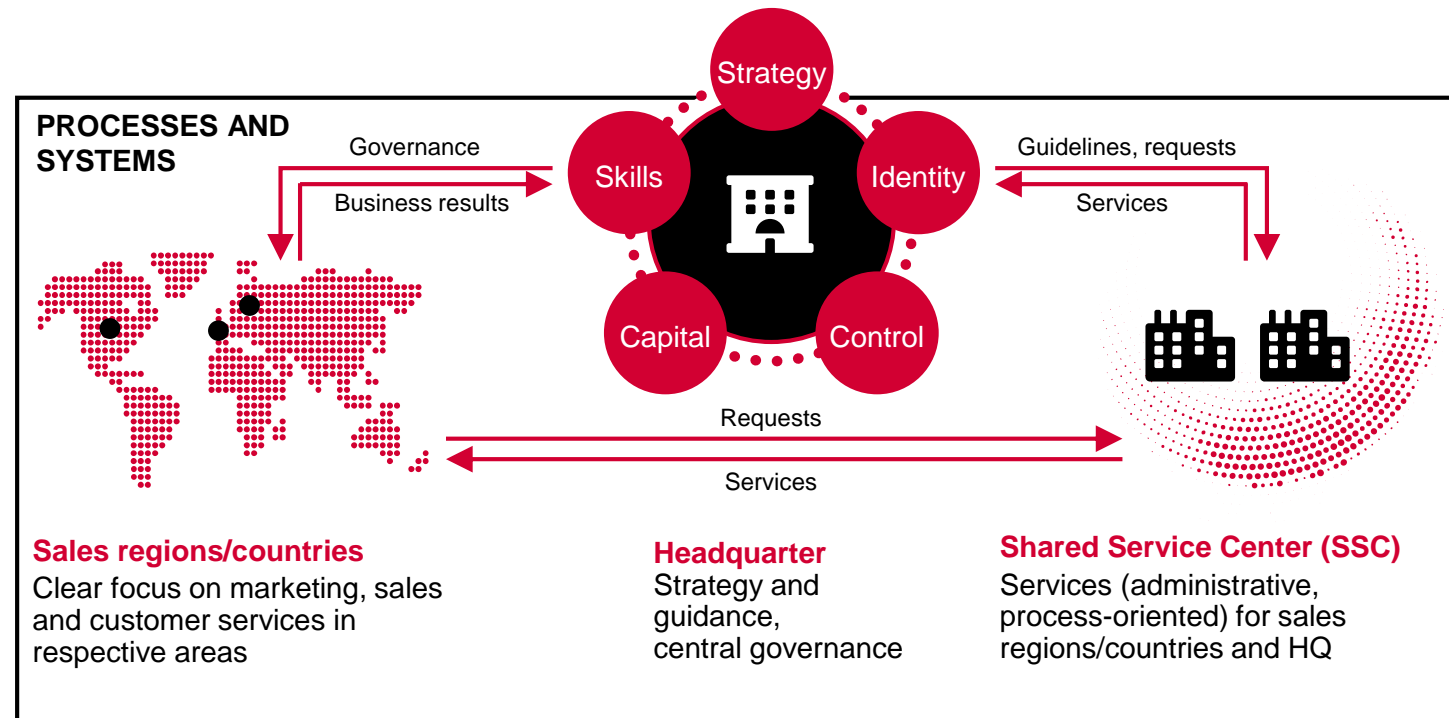 Strategy
PROCESSES AND
SYSTEMS
Governance
Business results
Skills
Identity
Guidelines, requests
Services
Capital
Control
Requests
Services
Sales regions/countries
Clear focus on marketing, sales
and customer services in
respective areas
Headquarter
Strategy and
guidance,
central governance
Shared Service Center (SSC)
Services (administrative,
process-oriented) for sales
regions/countries and HQ